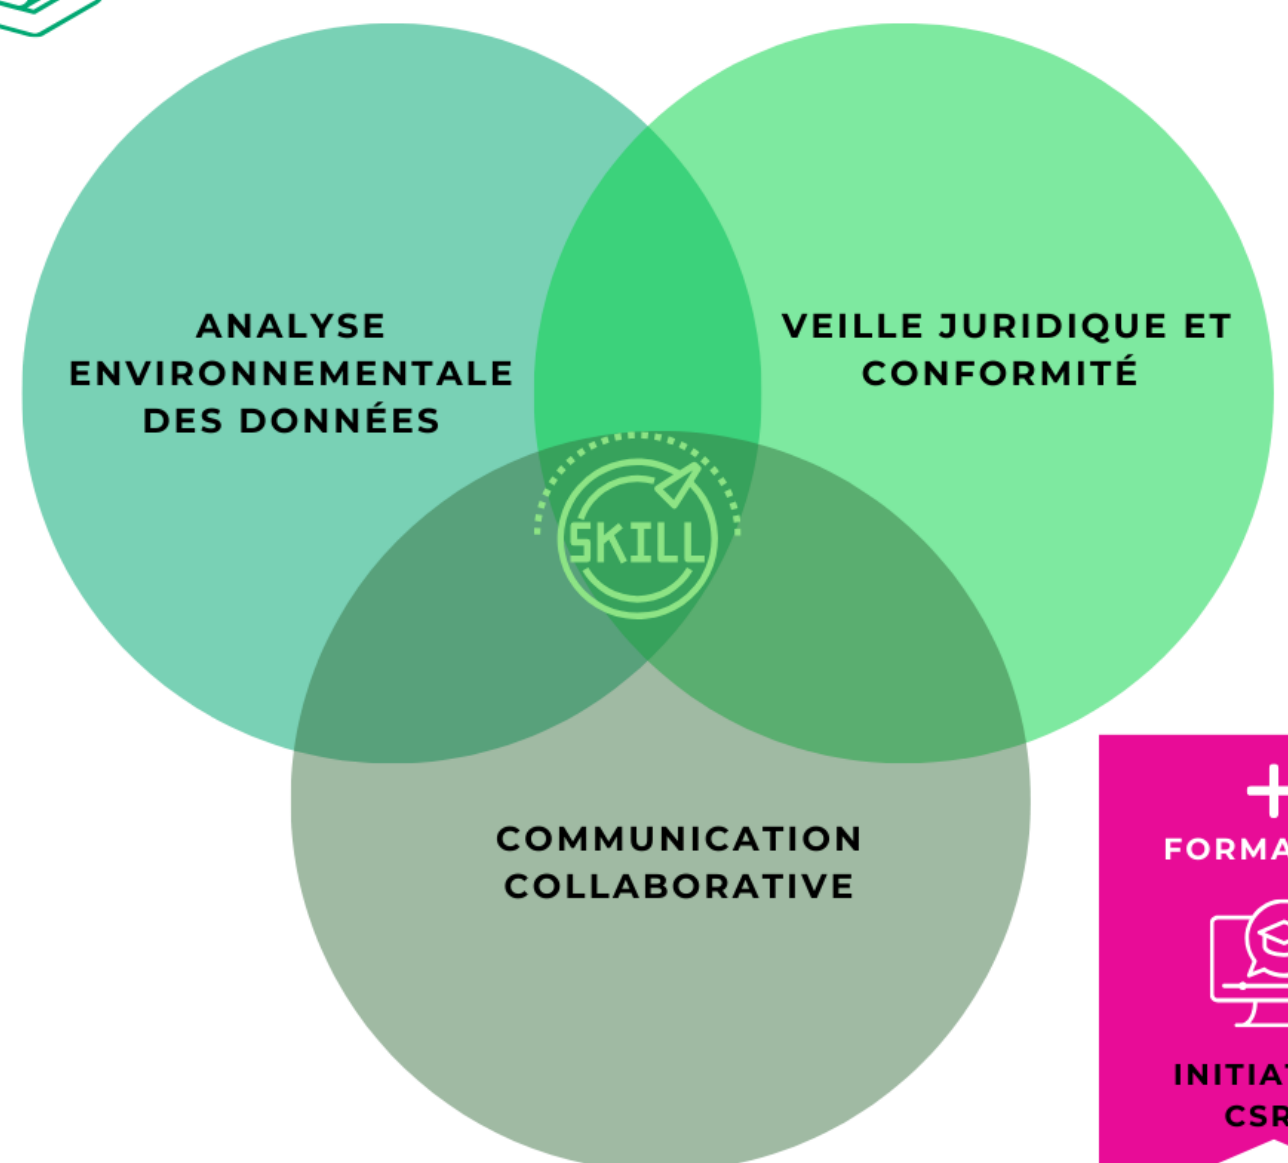 ANALYSE
ENVIRONNEMENTALE
DES DONNÉES
VEILLE JURIDIQUE ET
CONFORMITÉ
SKILL
COMMUNICATION
COLLABORATIVE
+